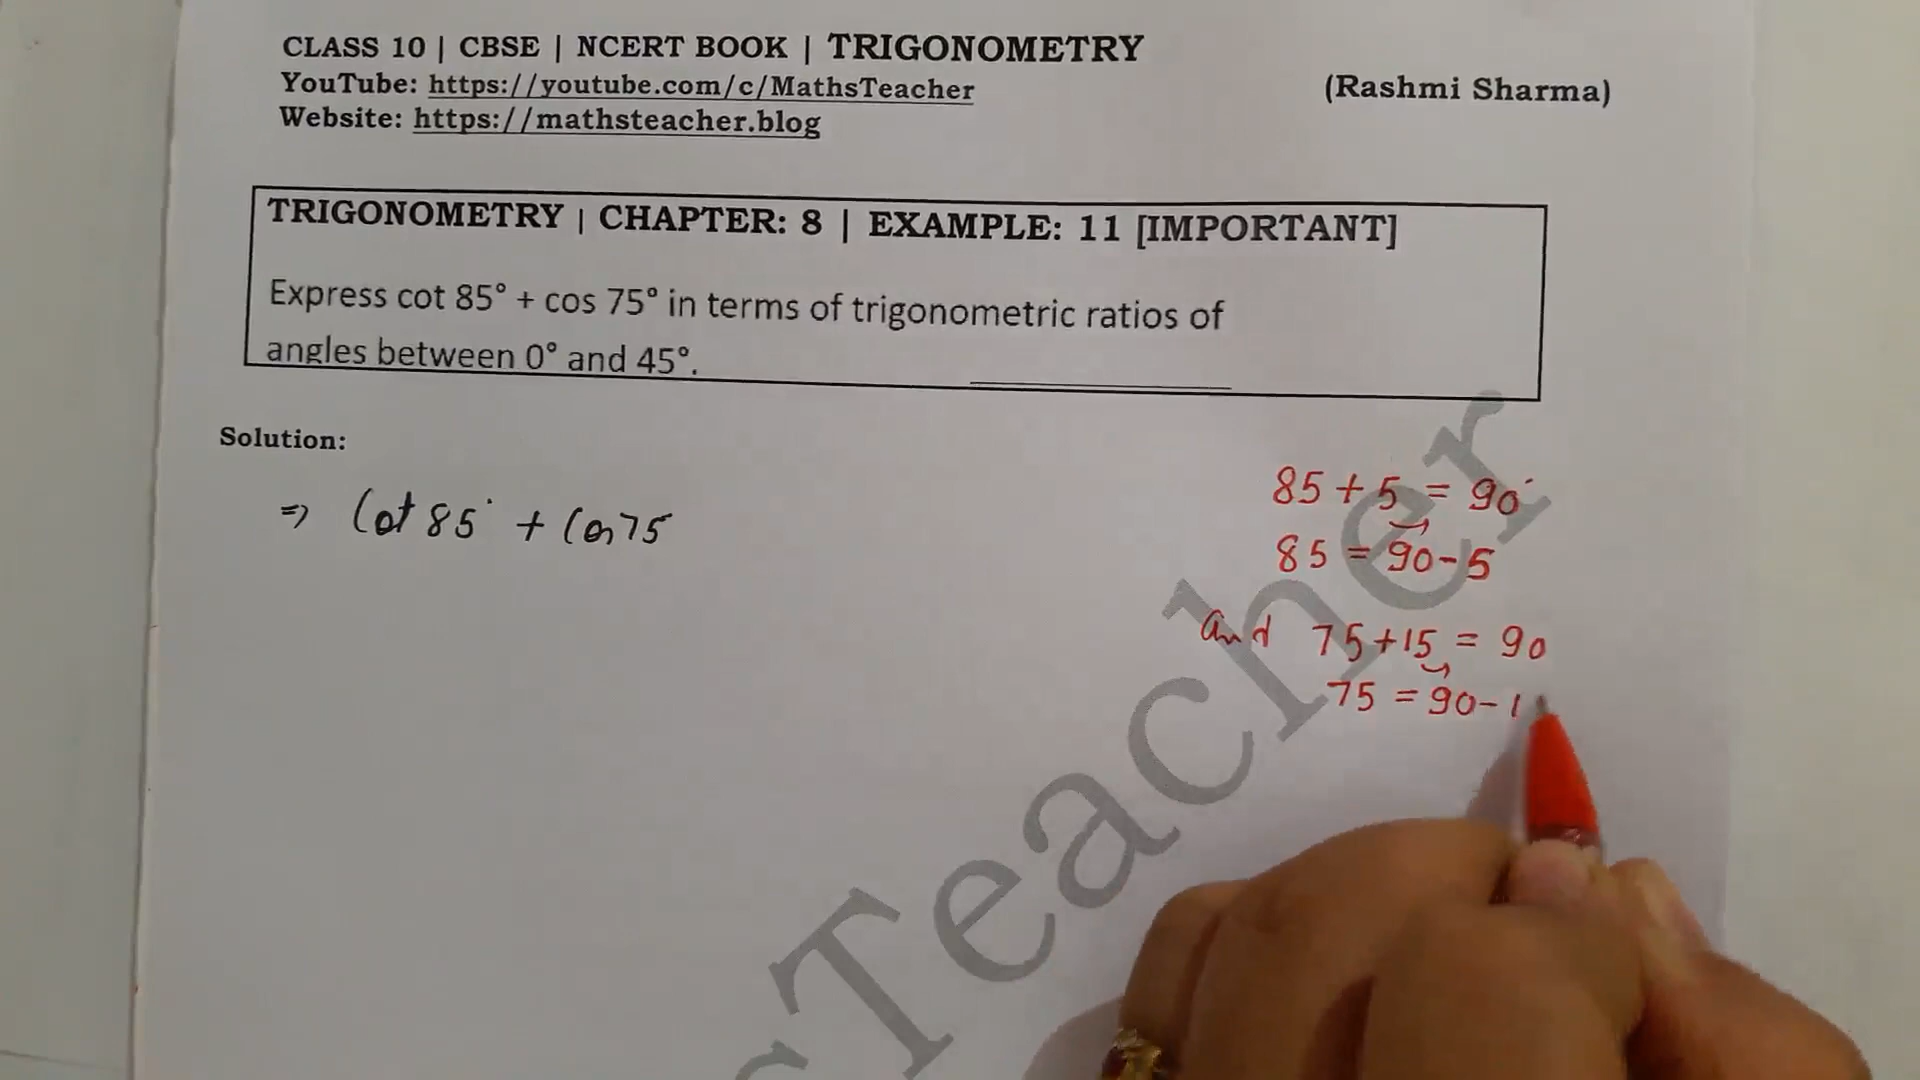 CLASS 10 | CBSE | NCERT BOOK | TRIGONOMETRY
YouTube: https://youtube.com/c/MathsTeacher (Rashmi Sharma)
Website: https://mathsteacher.blog
TRIGONOMETRY | CHAPTER: 8 | EXAMPLE: 11 [IMPORTANT]
Express cot 85° + cos 75° in terms of trigonometric ratios of
angles between 0° and 45°.
Solution:
⇒ Cot 85° + Cos 75
85 + 5 = 90°
85 = 90 - 5
and 75 + 15 = 90
75 = 90 - 1
rTeacher